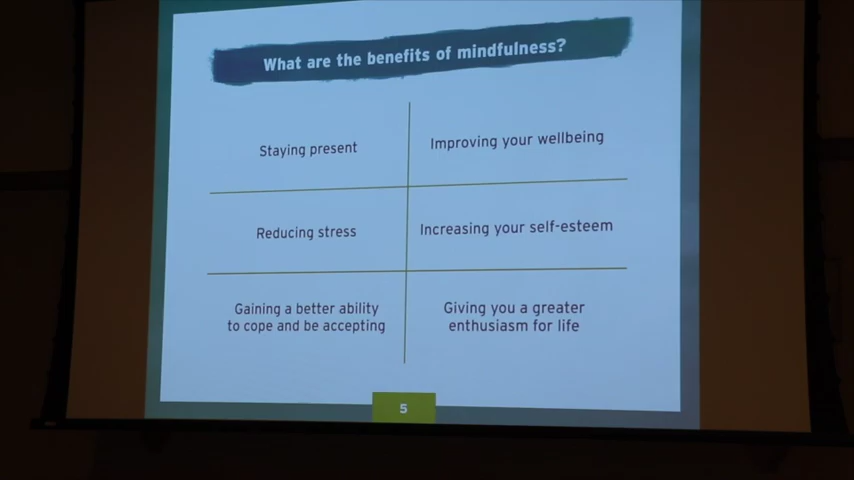 What are the benefits of mindfulness?
Staying present
Improving your wellbeing
Reducing stress
Increasing your self-esteem
Gaining a better ability
to cope and be accepting
Giving you a greater
enthusiasm for life
5